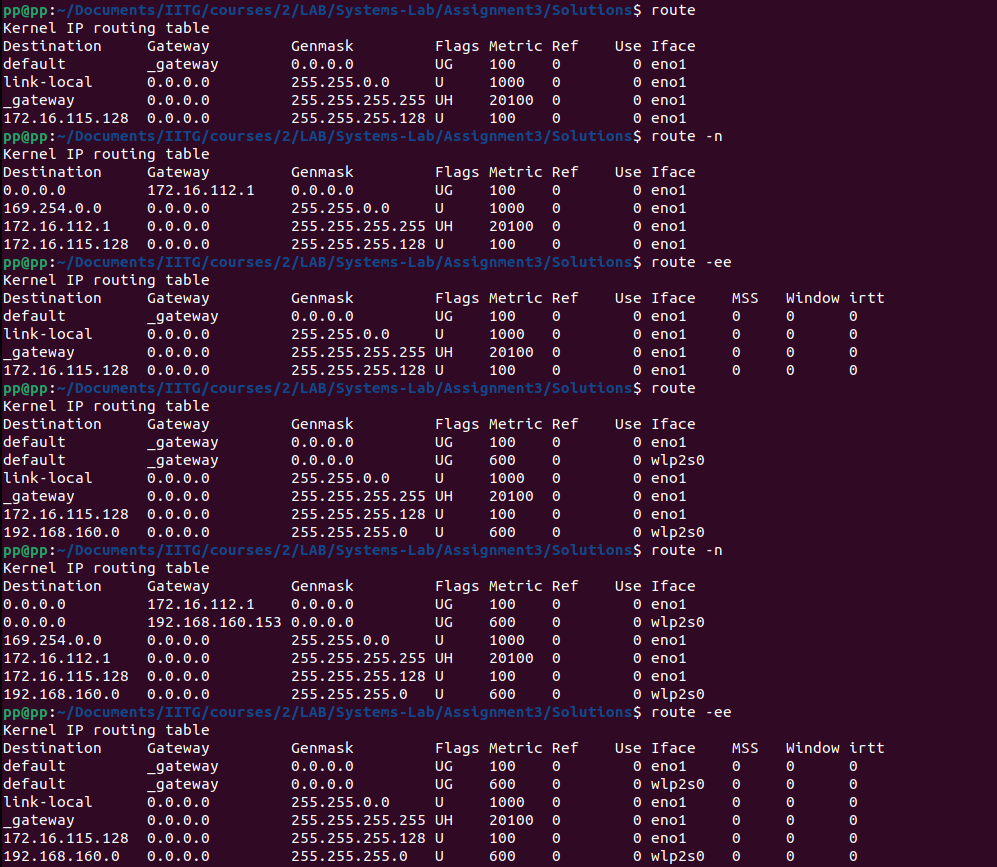 pp@pp:~/Documents/IITG/courses/2/LAB/Systems-Lab/Assignment3/Solutions$ route
Kernel IP routing table
Destination     Gateway         Genmask         Flags Metric Ref    Use Iface
default         _gateway        0.0.0.0         UG    100    0        0 eno1
link-local      0.0.0.0         255.255.0.0     U     1000   0        0 eno1
_gateway        0.0.0.0         255.255.255.255 UH    20100  0        0 eno1
172.16.115.128  0.0.0.0         255.255.255.128 U     100    0        0 eno1
pp@pp:~/Documents/IITG/courses/2/LAB/Systems-Lab/Assignment3/Solutions$ route -n
Kernel IP routing table
Destination     Gateway         Genmask         Flags Metric Ref    Use Iface
0.0.0.0         172.16.112.1    0.0.0.0         UG    100    0        0 eno1
169.254.0.0     0.0.0.0         255.255.0.0     U     1000   0        0 eno1
172.16.112.1    0.0.0.0         255.255.255.255 UH    20100  0        0 eno1
172.16.115.128  0.0.0.0         255.255.255.128 U     100    0        0 eno1
pp@pp:~/Documents/IITG/courses/2/LAB/Systems-Lab/Assignment3/Solutions$ route -ee
Kernel IP routing table
Destination     Gateway         Genmask         Flags Metric Ref    Use Iface    MSS   Window irtt
default         _gateway        0.0.0.0         UG    100    0        0 eno1     0     0      0
link-local      0.0.0.0         255.255.0.0     U     1000   0        0 eno1     0     0      0
_gateway        0.0.0.0         255.255.255.255 UH    20100  0        0 eno1     0     0      0
172.16.115.128  0.0.0.0         255.255.255.128 U     100    0        0 eno1     0     0      0
pp@pp:~/Documents/IITG/courses/2/LAB/Systems-Lab/Assignment3/Solutions$ route
Kernel IP routing table
Destination     Gateway         Genmask         Flags Metric Ref    Use Iface
default         _gateway        0.0.0.0         UG    100    0        0 eno1
default         _gateway        0.0.0.0         UG    600    0        0 wlp2s0
link-local      0.0.0.0         255.255.0.0     U     1000   0        0 eno1
_gateway        0.0.0.0         255.255.255.255 UH    20100  0        0 eno1
172.16.115.128  0.0.0.0         255.255.255.128 U     100    0        0 eno1
192.168.160.0   0.0.0.0         255.255.255.0   U     600    0        0 wlp2s0
pp@pp:~/Documents/IITG/courses/2/LAB/Systems-Lab/Assignment3/Solutions$ route -n
Kernel IP routing table
Destination     Gateway         Genmask         Flags Metric Ref    Use Iface
0.0.0.0         172.16.112.1    0.0.0.0         UG    100    0        0 eno1
0.0.0.0         192.168.160.153 0.0.0.0         UG    600    0        0 wlp2s0
169.254.0.0     0.0.0.0         255.255.0.0     U     1000   0        0 eno1
172.16.112.1    0.0.0.0         255.255.255.255 UH    20100  0        0 eno1
172.16.115.128  0.0.0.0         255.255.255.128 U     100    0        0 eno1
192.168.160.0   0.0.0.0         255.255.255.0   U     600    0        0 wlp2s0
pp@pp:~/Documents/IITG/courses/2/LAB/Systems-Lab/Assignment3/Solutions$ route -ee
Kernel IP routing table
Destination     Gateway         Genmask         Flags Metric Ref    Use Iface    MSS   Window irtt
default         _gateway        0.0.0.0         UG    100    0        0 eno1     0     0      0
default         _gateway        0.0.0.0         UG    600    0        0 wlp2s0   0     0      0
link-local      0.0.0.0         255.255.0.0     U     1000   0        0 eno1     0     0      0
_gateway        0.0.0.0         255.255.255.255 UH    20100  0        0 eno1     0     0      0
172.16.115.128  0.0.0.0         255.255.255.128 U     100    0        0 eno1     0     0      0
192.168.160.0   0.0.0.0         255.255.255.0   U     600    0        0 wlp2s0   0     0      0